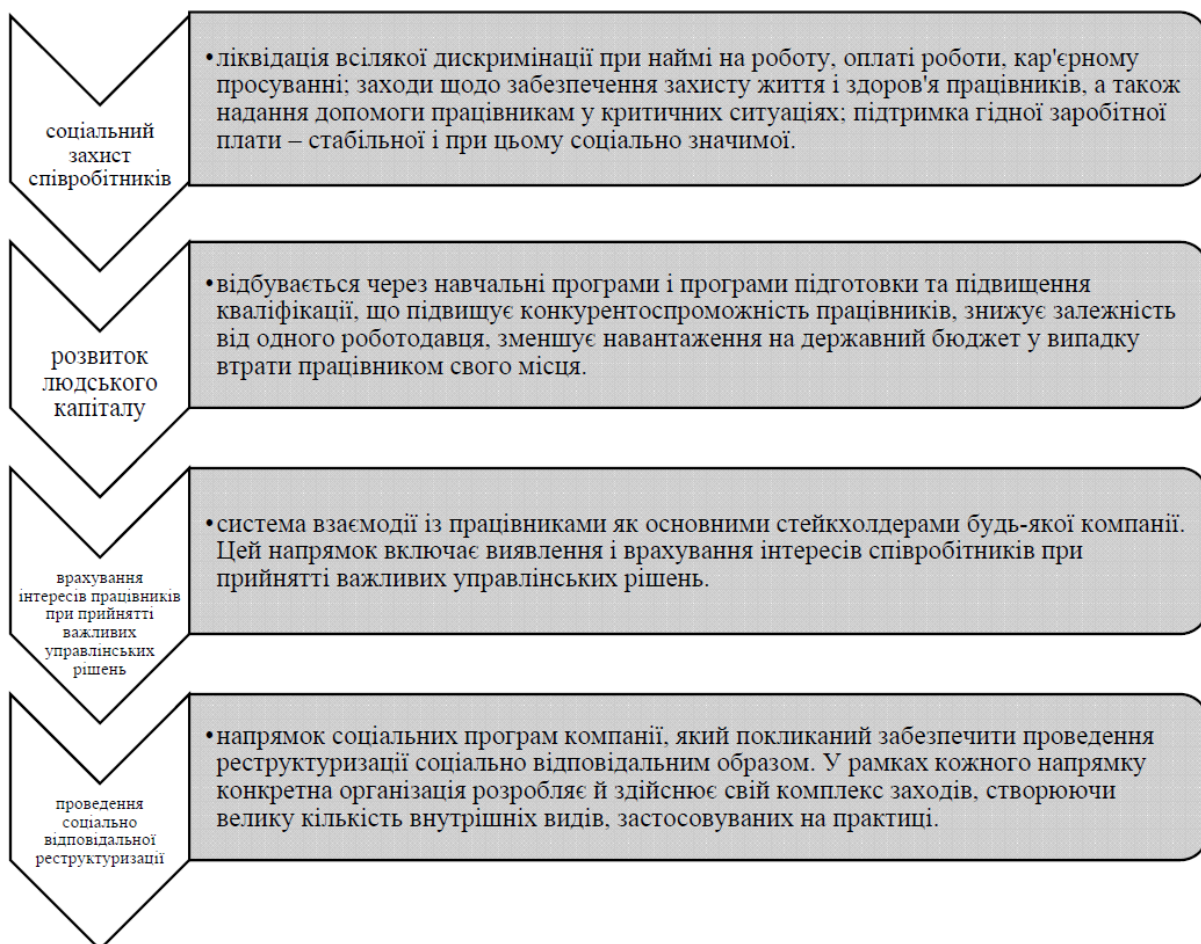 соціальний
захист
співробітників
•ліквідація всілякої дискримінації при наймі на роботу, оплаті роботи, кар'єрному
просуванні; заходи щодо забезпечення захисту життя і здоров'я працівників, а також
надання допомоги працівникам у критичних ситуаціях; підтримка гідної заробітної
плати – стабільної і при цьому соціально значимої.
розвиток
людського
капіталу
•відбувається через навчальні програми і програми підготовки та підвищення
кваліфікації, що підвищує конкурентоспроможність працівників, знижує залежність
від одного роботодавця, зменшує навантаження на державний бюджет у випадку
втрати працівником свого місця.
врахування
інтересів працівників
при прийнятті
важливих
управлінських
рішень
•система взаємодії із працівниками як основними стейкхолдерами будь-якої компанії.
Цей напрямок включає виявлення і врахування інтересів співробітників при
прийнятті важливих управлінських рішень.
проведення
соціально
відповідальної
реструктуризації
•напрямок соціальних програм компанії, який покликаний забезпечити проведення
реструктуризації соціально відповідальним образом. У рамках кожного напрямку
конкретна організація розробляє й здійснює свій комплекс заходів, створюючи
велику кількість внутрішніх видів, застосовуваних на практиці.